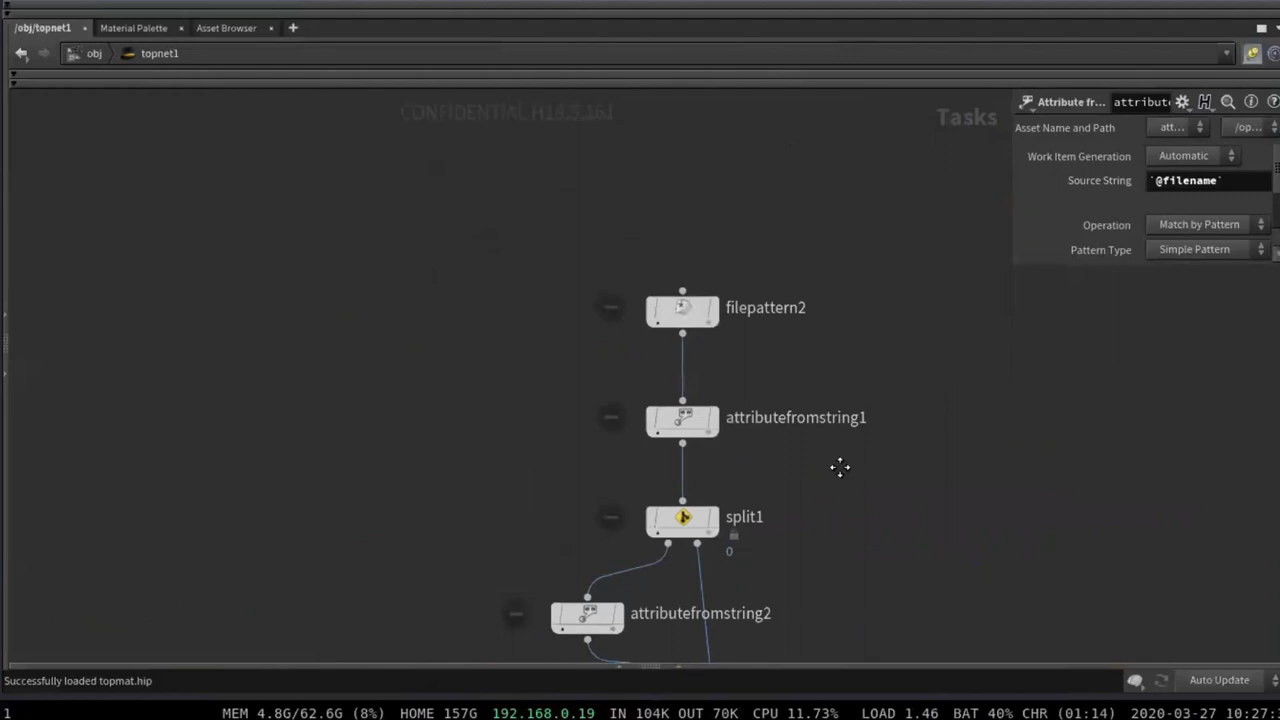 /obj/topnet1 × Material Palette × Asset Browser ×
obj topnet1
CONFIDENTIAL H18.5.161
Tasks
Attribute fr... attribute
Asset Name and Path att... /op...
Work Item Generation Automatic
Source String `@filename`
Operation Match by Pattern
Pattern Type Simple Pattern
filepattern2
attributefromstring1
split1
0
attributefromstring2
Successfully loaded topmat.hip
Auto Update
1 MEM 4.8G/62.6G (8%) HOME 157G 192.168.0.19 IN 104K OUT 70K CPU 11.73% LOAD 1.46 BAT 40% CHR (01:14) 2020-03-27 10:27: